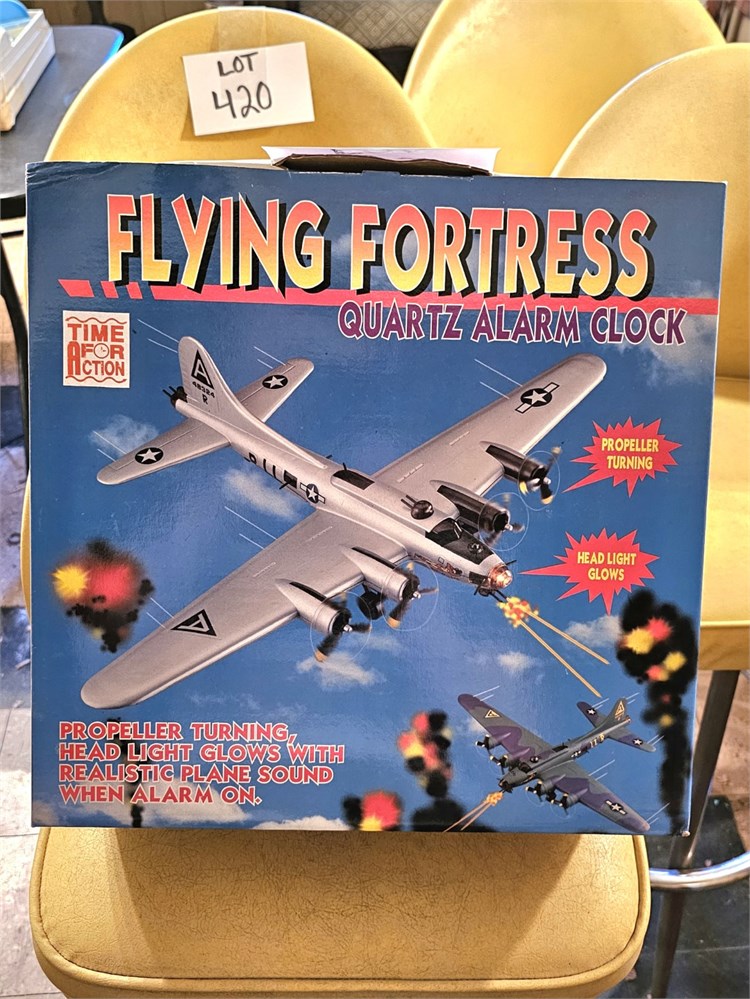 LOT
420
FLYING FORTRESS
QUARTZ ALARM CLOCK
TIME
FOR
ACTION
A
48324
R
PROPELLER
TURNING
HEAD LIGHT
GLOWS
PROPELLER TURNING,
HEAD LIGHT GLOWS WITH
REALISTIC PLANE SOUND
WHEN ALARM ON.